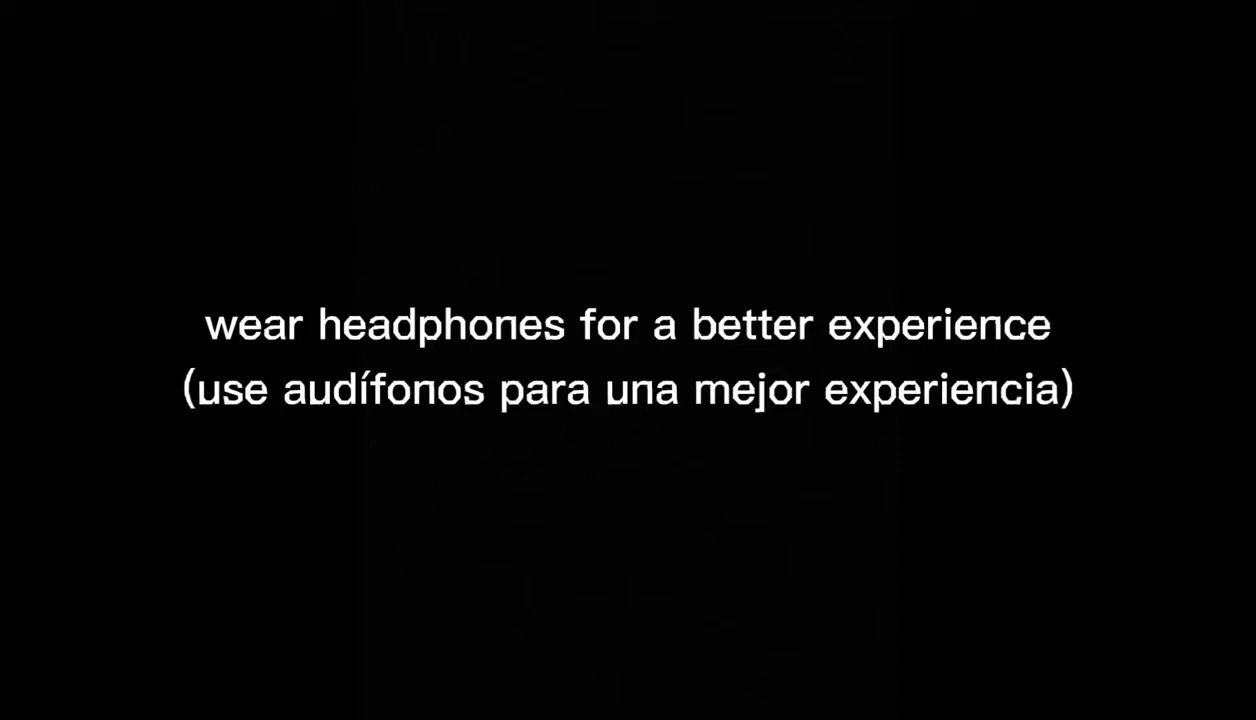 wear headphones for a better experience
(use audífonos para una mejor experiencia)